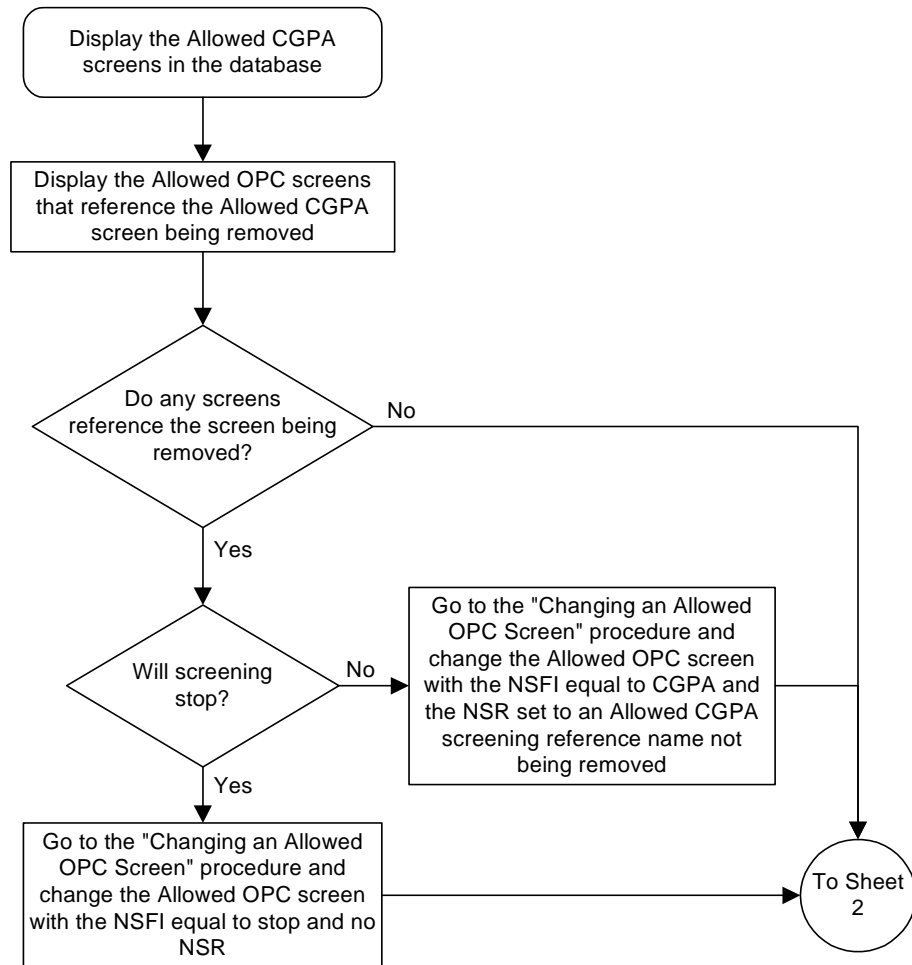 Display the Allowed CGPA
screens in the database
Display the Allowed OPC screens
that reference the Allowed CGPA
screen being removed
Do any screens
reference the screen being
removed?
No
Yes
Will screening
stop?
No
Go to the "Changing an Allowed
OPC Screen" procedure and
change the Allowed OPC screen
with the NSFI equal to CGPA and
the NSR set to an Allowed CGPA
screening reference name not
being removed
Yes
Go to the "Changing an Allowed
OPC Screen" procedure and
change the Allowed OPC screen
with the NSFI equal to stop and no
NSR
To Sheet
2